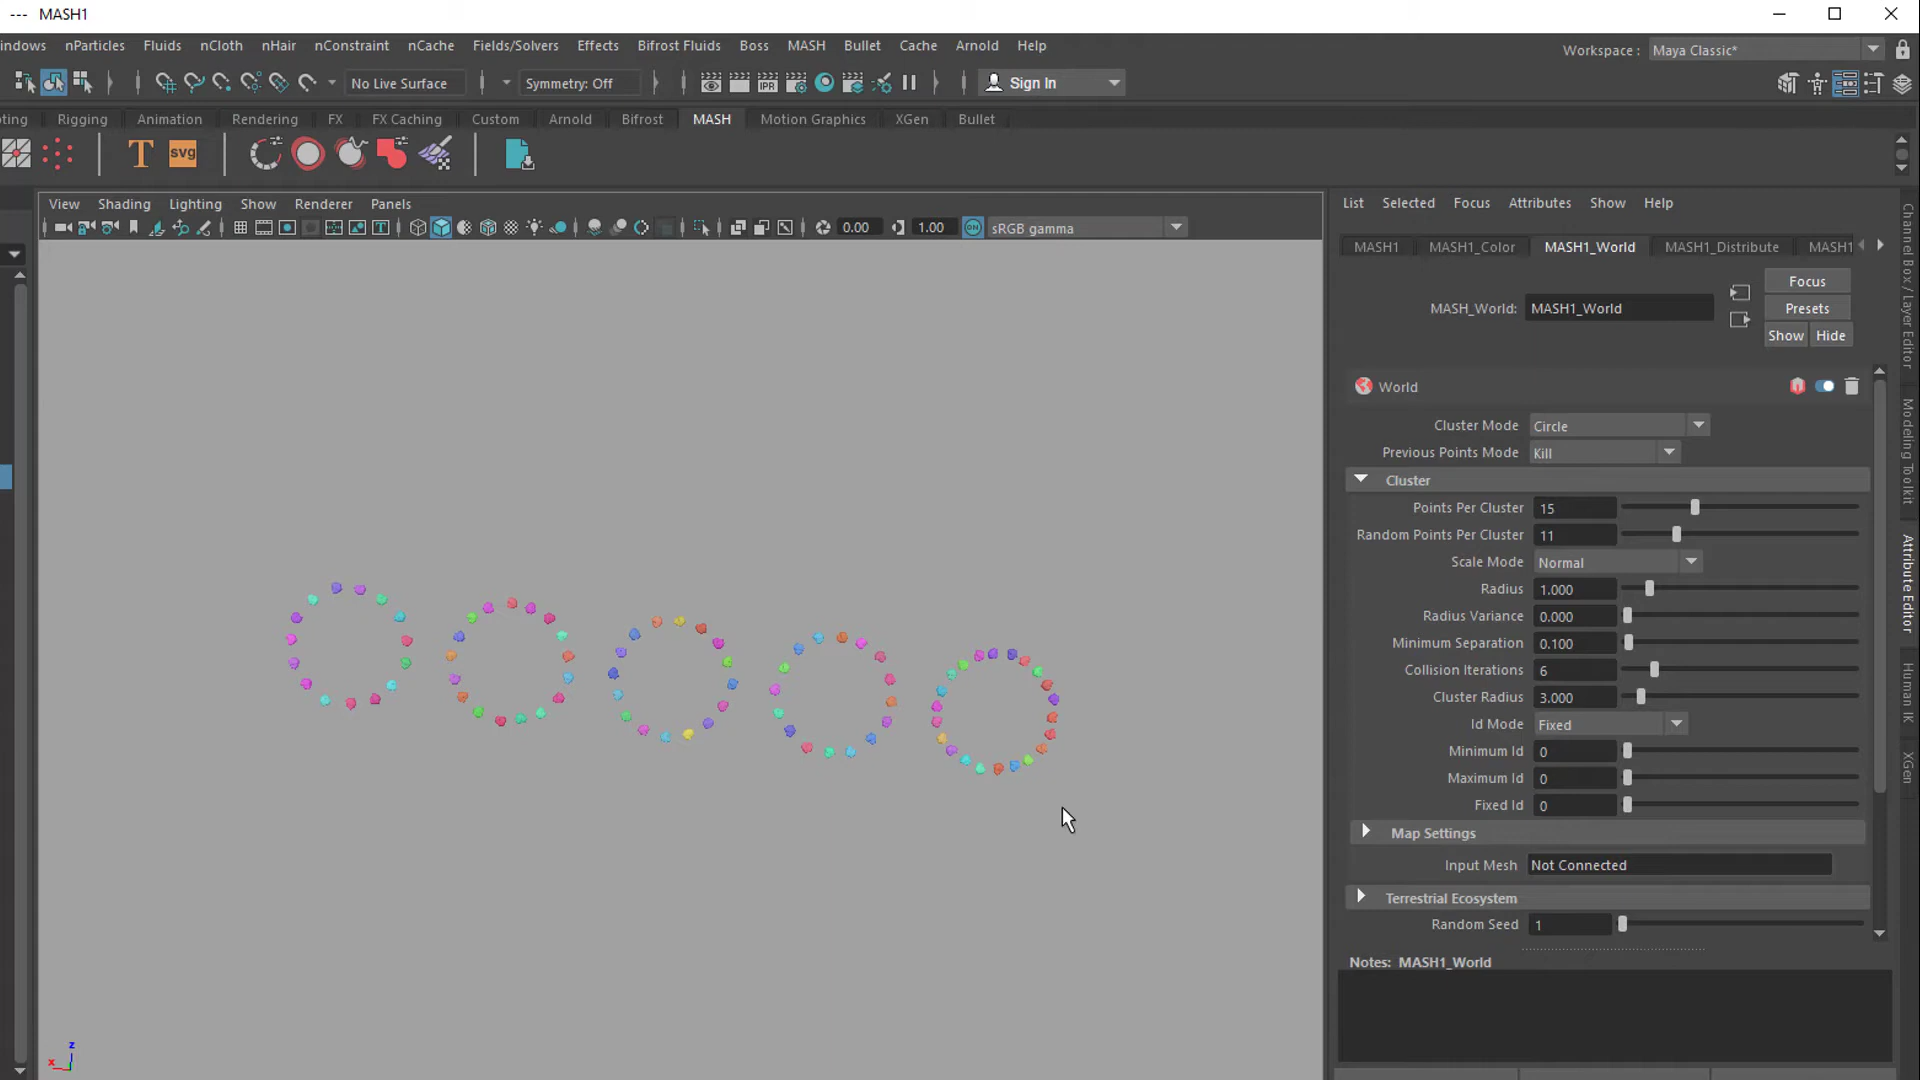 --- MASH1
indows nParticles Fluids nCloth nHair nConstraint nCache Fields/Solvers Effects Bifrost Fluids Boss MASH Bullet Cache Arnold Help
Workspace : Maya Classic*
No Live Surface Symmetry: Off IPR Sign In
ting Rigging Animation Rendering FX FX Caching Custom Arnold Bifrost MASH Motion Graphics XGen Bullet
T svg
View Shading Lighting Show Renderer Panels
0.00 1.00 ON sRGB gamma
List Selected Focus Attributes Show Help
MASH1 MASH1_Color MASH1_World MASH1_Distribute MASH1
Focus
MASH_World: MASH1_World Presets
Show Hide
World
Cluster Mode Circle
Previous Points Mode Kill
Cluster
Points Per Cluster 15
Random Points Per Cluster 11
Scale Mode Normal
Radius 1.000
Radius Variance 0.000
Minimum Separation 0.100
Collision Iterations 6
Cluster Radius 3.000
Id Mode Fixed
Minimum Id 0
Maximum Id 0
Fixed Id 0
Map Settings
Input Mesh Not Connected
Terrestrial Ecosystem
Random Seed 1
Notes: MASH1_World
Channel Box / Layer Editor
Modeling Toolkit
Attribute Editor
Human IK
XGen
z
x